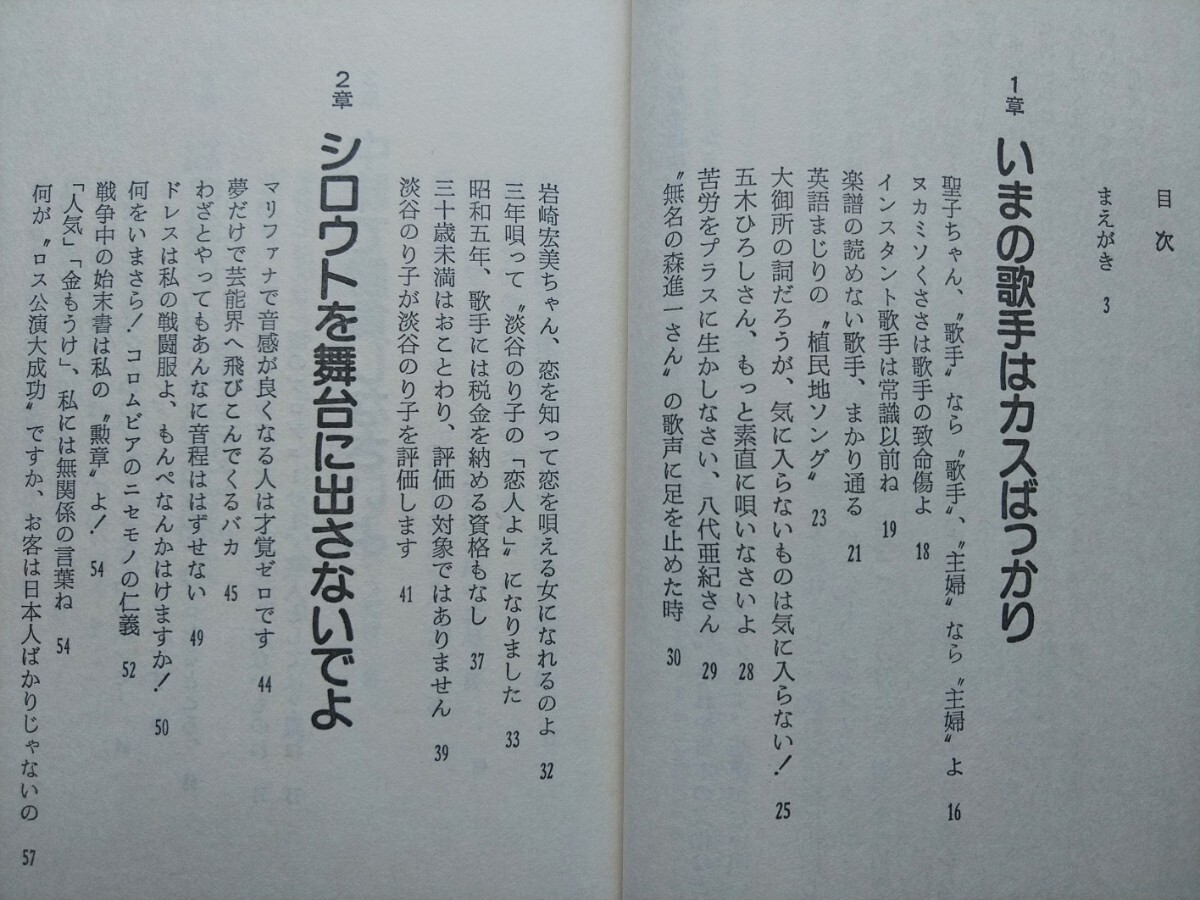 目次
まえがき 3
1章 いまの歌手はカスばっかり
聖子ちゃん、〝歌手〟なら〝歌手〟、〝主婦〟なら〝主婦〟よ 16
ヌカミソくささは歌手の致命傷よ 18
インスタント歌手は常識以前ね 19
楽譜の読めない歌手、まかり通る 21
英語まじりの〝植民地ソング〟 23
大御所の詞だろうが、気に入らないものは気に入らない! 25
五木ひろしさん、もっと素直に唄いなさいよ 28
苦労をプラスに生かしなさい、八代亜紀さん 29
〝無名の森進一さん〟の歌声に足を止めた時 30
岩崎宏美ちゃん、恋を知って恋を唄える女になれるのよ 32
三年唄って〝淡谷のり子の「恋人よ」になりました 33
昭和五年、歌手には税金を納める資格もなし 37
三十歳未満はおことわり、評価の対象ではありません 39
淡谷のり子が淡谷のり子を評価します 41
2章 シロウトを舞台に出さないでよ
マリファナで音感が良くなる人は才覚ゼロです 44
夢だけで芸能界へ飛びこんでくるバカ 45
わざとやってもあんなに音程ははずせない 49
ドレスは私の戦闘服よ、もんぺなんかはけますか! 50
何をいまさら! コロムビアのニセモノの仁義 52
戦争中の始末書は私の〝勲章〟よ! 54
「人気」「金もうけ」、私には無関係の言葉ね 54
何が〝ロス公演大成功〟ですか、お客は日本人ばかりじゃないの 57